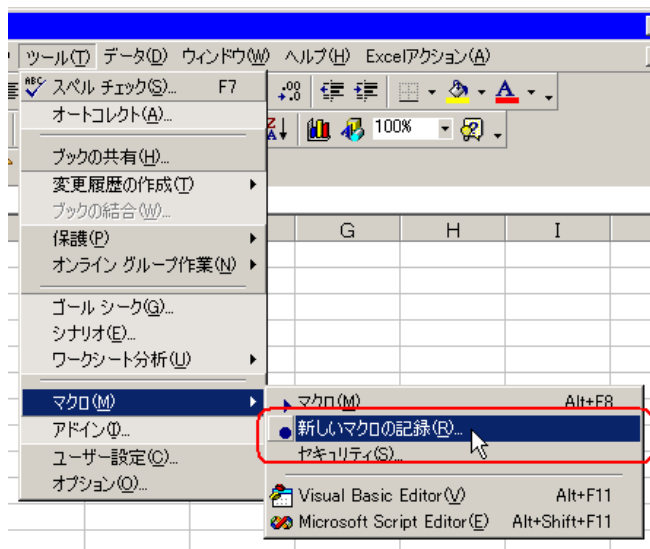 ツール(T) データ(D) ウィンドウ(W) ヘルプ(H) Excelアクション(A)
ABC スペル チェック(S)... F7
オートコレクト(A)...
100%
ブックの共有(H)...
変更履歴の作成(T)
ブックの結合(W)...
保護(P)
G H I
オンライン グループ作業(N)
ゴール シーク(G)...
シナリオ(E)...
ワークシート分析(U)
マクロ(M)
マクロ(M) Alt+F8
アドイン(I)...
新しいマクロの記録(R)...
ユーザー設定(C)...
セキュリティ(S)...
オプション(O)...
Visual Basic Editor(V) Alt+F11
Microsoft Script Editor(E) Alt+Shift+F11